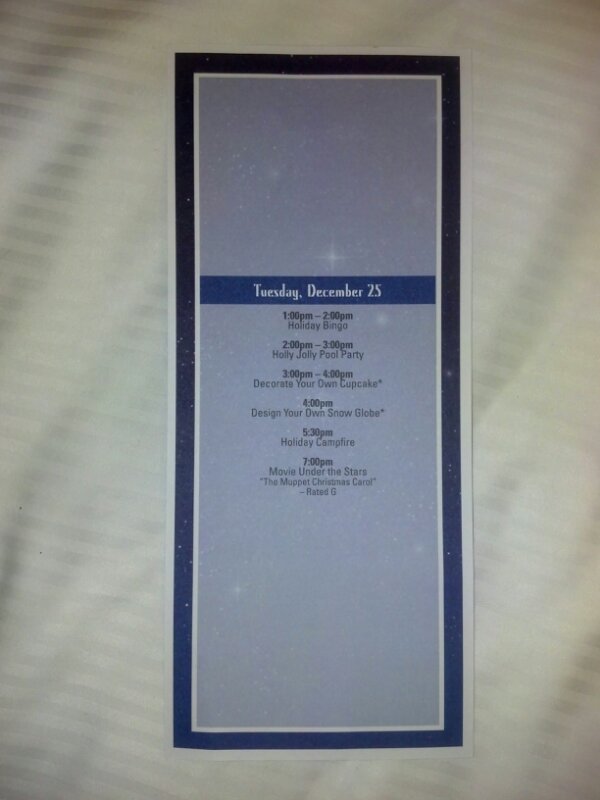 Tuesday, December 25
1:00pm – 2:00pm
Holiday Bingo
2:00pm – 3:00pm
Holly Jolly Pool Party
3:00pm – 4:00pm
Decorate Your Own Cupcake*
4:00pm
Design Your Own Snow Globe*
5:30pm
Holiday Campfire
7:00pm
Movie Under the Stars
"The Muppet Christmas Carol"
– Rated G